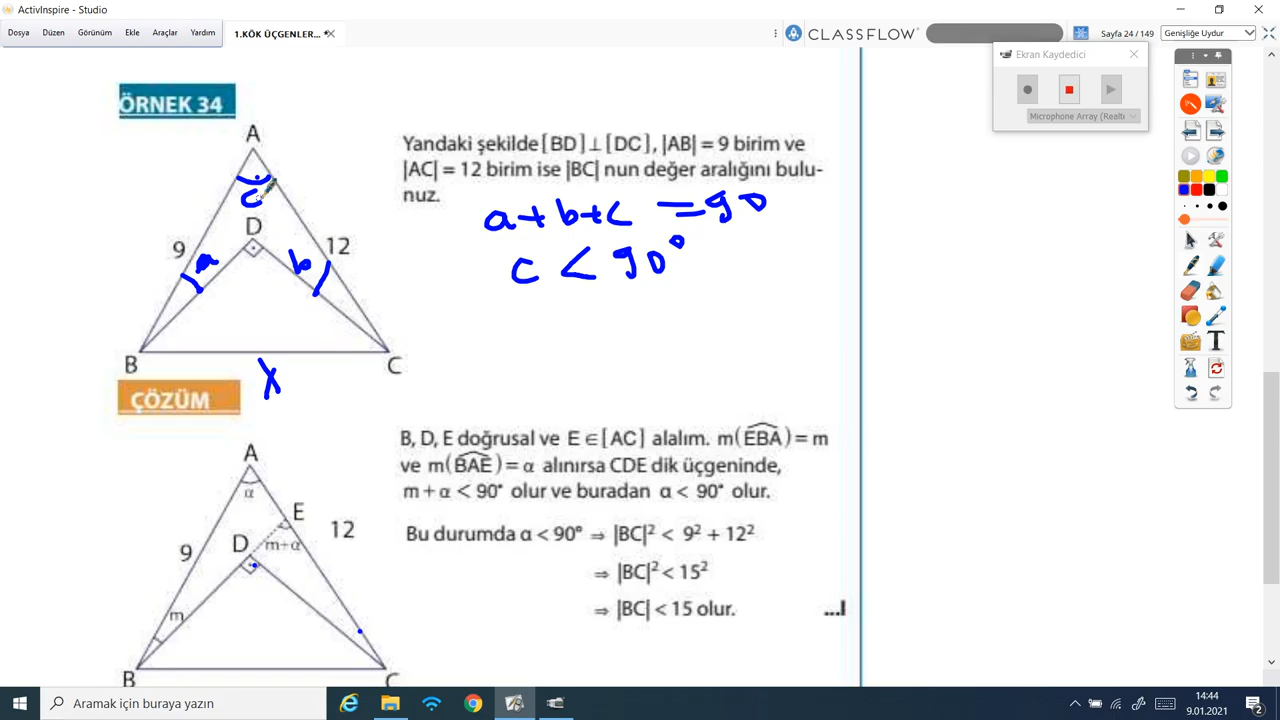 ActivInspire - Studio
Dosya Düzen Görünüm Ekle Araçlar Yardım
1.KÖK ÜÇGENLER...
CLASSFLOW
Sayfa 24 / 149
Genişliğe Uydur
Ekran Kaydedici
Microphone Array (Realt
ÖRNEK 34
A
c
D
9
a
b
12
B
C
x
Yandaki şekilde [BD]⊥[DC], |AB| = 9 birim ve
|AC| = 12 birim ise |BC| nun değer aralığını bulu-
nuz.
a+b+c = 90
c < 90°
ÇÖZÜM
A
α
E
12
9
D
m+α
m
B
C
B, D, E doğrusal ve E∈[AC] alalım. m(EBA) = m
ve m(BAE) = α alınırsa CDE dik üçgeninde,
m + α < 90° olur ve buradan α < 90° olur.
Bu durumda α < 90° ⇒ |BC|² < 9² + 12²
⇒ |BC|² < 15²
⇒ |BC| < 15 olur. ...I
Aramak için buraya yazın
14:44
9.01.2021
2